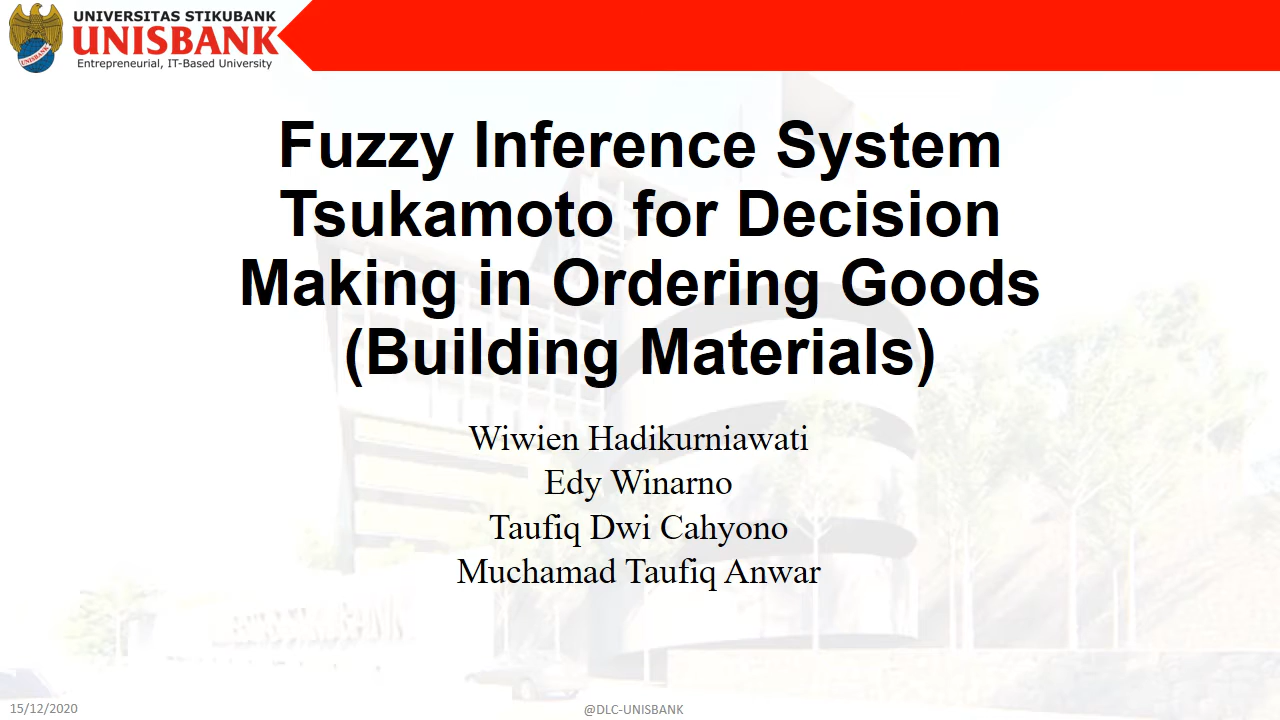 UNIVERSITAS STIKUBANK
UNISBANK
Entrepreneurial, IT-Based University
UNISBANK
Fuzzy Inference System
Tsukamoto for Decision
Making in Ordering Goods
(Building Materials)
Wiwien Hadikurniawati
Edy Winarno
Taufiq Dwi Cahyono
Muchamad Taufiq Anwar
15/12/2020
@DLC-UNISBANK